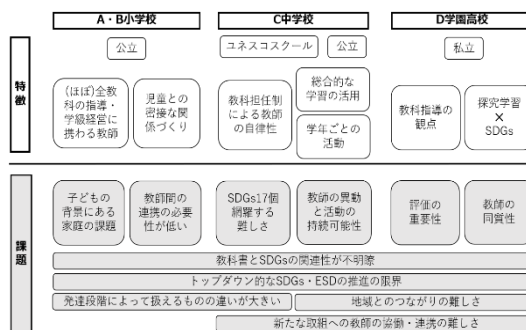 A・B小学校
C中学校
D学園高校
特徴
公立
ユネスコスクール
公立
私立
(ほぼ)全教
科の指導・
学級経営に
携わる教師
児童との
密接な関
係づくり
教科担任制
による教師
の自律性
総合的な
学習の活用
学年ごとの
活動
教科指導の
観点
探究学習
×
SDGs
課題
子どもの
背景にある
家庭の課題
教師間の
連携の必要
性が低い
SDGs17個
網羅する
難しさ
教師の異動
と活動の
持続可能性
評価の
重要性
教師の
同質性
教科書とSDGsの関連性が不明瞭
トップダウン的なSDGs・ESDの推進の限界
発達段階によって扱えるものの違いが大きい
地域とのつながりの難しさ
新たな取組への教師の協働・連携の難しさ